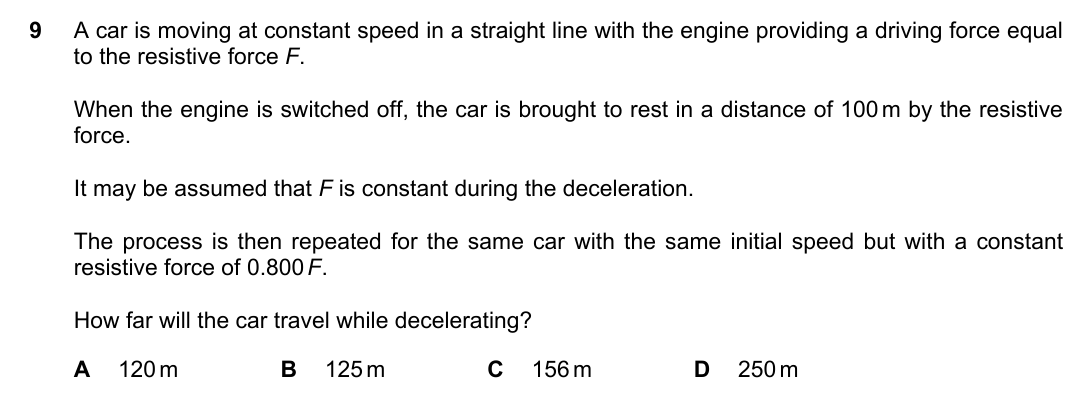 9 A car is moving at constant speed in a straight line with the engine providing a driving force equal
to the resistive force F.
When the engine is switched off, the car is brought to rest in a distance of 100 m by the resistive
force.
It may be assumed that F is constant during the deceleration.
The process is then repeated for the same car with the same initial speed but with a constant
resistive force of 0.800 F.
How far will the car travel while decelerating?
A 120 m B 125 m C 156 m D 250 m